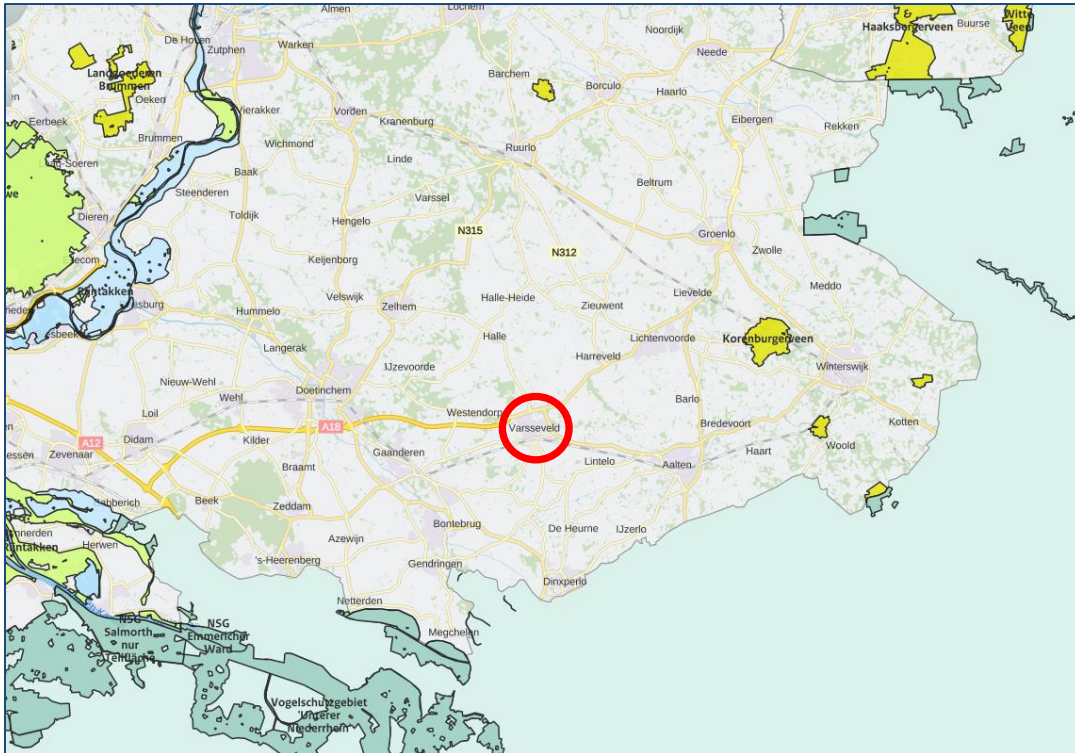 Almen
Lochem
De Hoven
Zutphen
Warken
Noordijk
Neede
&
Haaksbergerveen
Buurse
Witte
Veen
Landgoederen
Brummen
Oeken
Eerbeek
Vierakker
Vorden
Barchem
Borculo
Haarlo
Eibergen
Rekken
Kranenburg
Brummen
Wichmond
Ruurlo
Linde
Baak
Steenderen
Varssel
Beltrum
Dieren
Toldijk
Hengelo
N315
Groenlo
Zwolle
N312
Keijenborg
Meddo
Rijntakken
Velswijk
Zelhem
Halle-Heide
Zieuwent
Lievelde
Hummelo
Halle
Lichtenvoorde
Korenburgerveen
Langerak
IJzevoorde
Harreveld
Winterswijk
Nieuw-Wehl
Wehl
Doetinchem
Barlo
Loil
Westendorp
Varsseveld
Bredevoort
Kotten
A18
A12
Didam
Kilder
Zevenaar
Gaanderen
Lintelo
Aalten
Haart
Woold
Braamt
Beek
Zeddam
Bontebrug
De Heurne
IJzerlo
Azewijn
Herwen
's-Heerenberg
Gendringen
Dinxperlo
Netterden
Megchelen
NSG
Salmorth
nur
Teilfläche
NSG
Emmericher
Ward
Vogelschutzgebiet
'Unterer
Niederrhein'